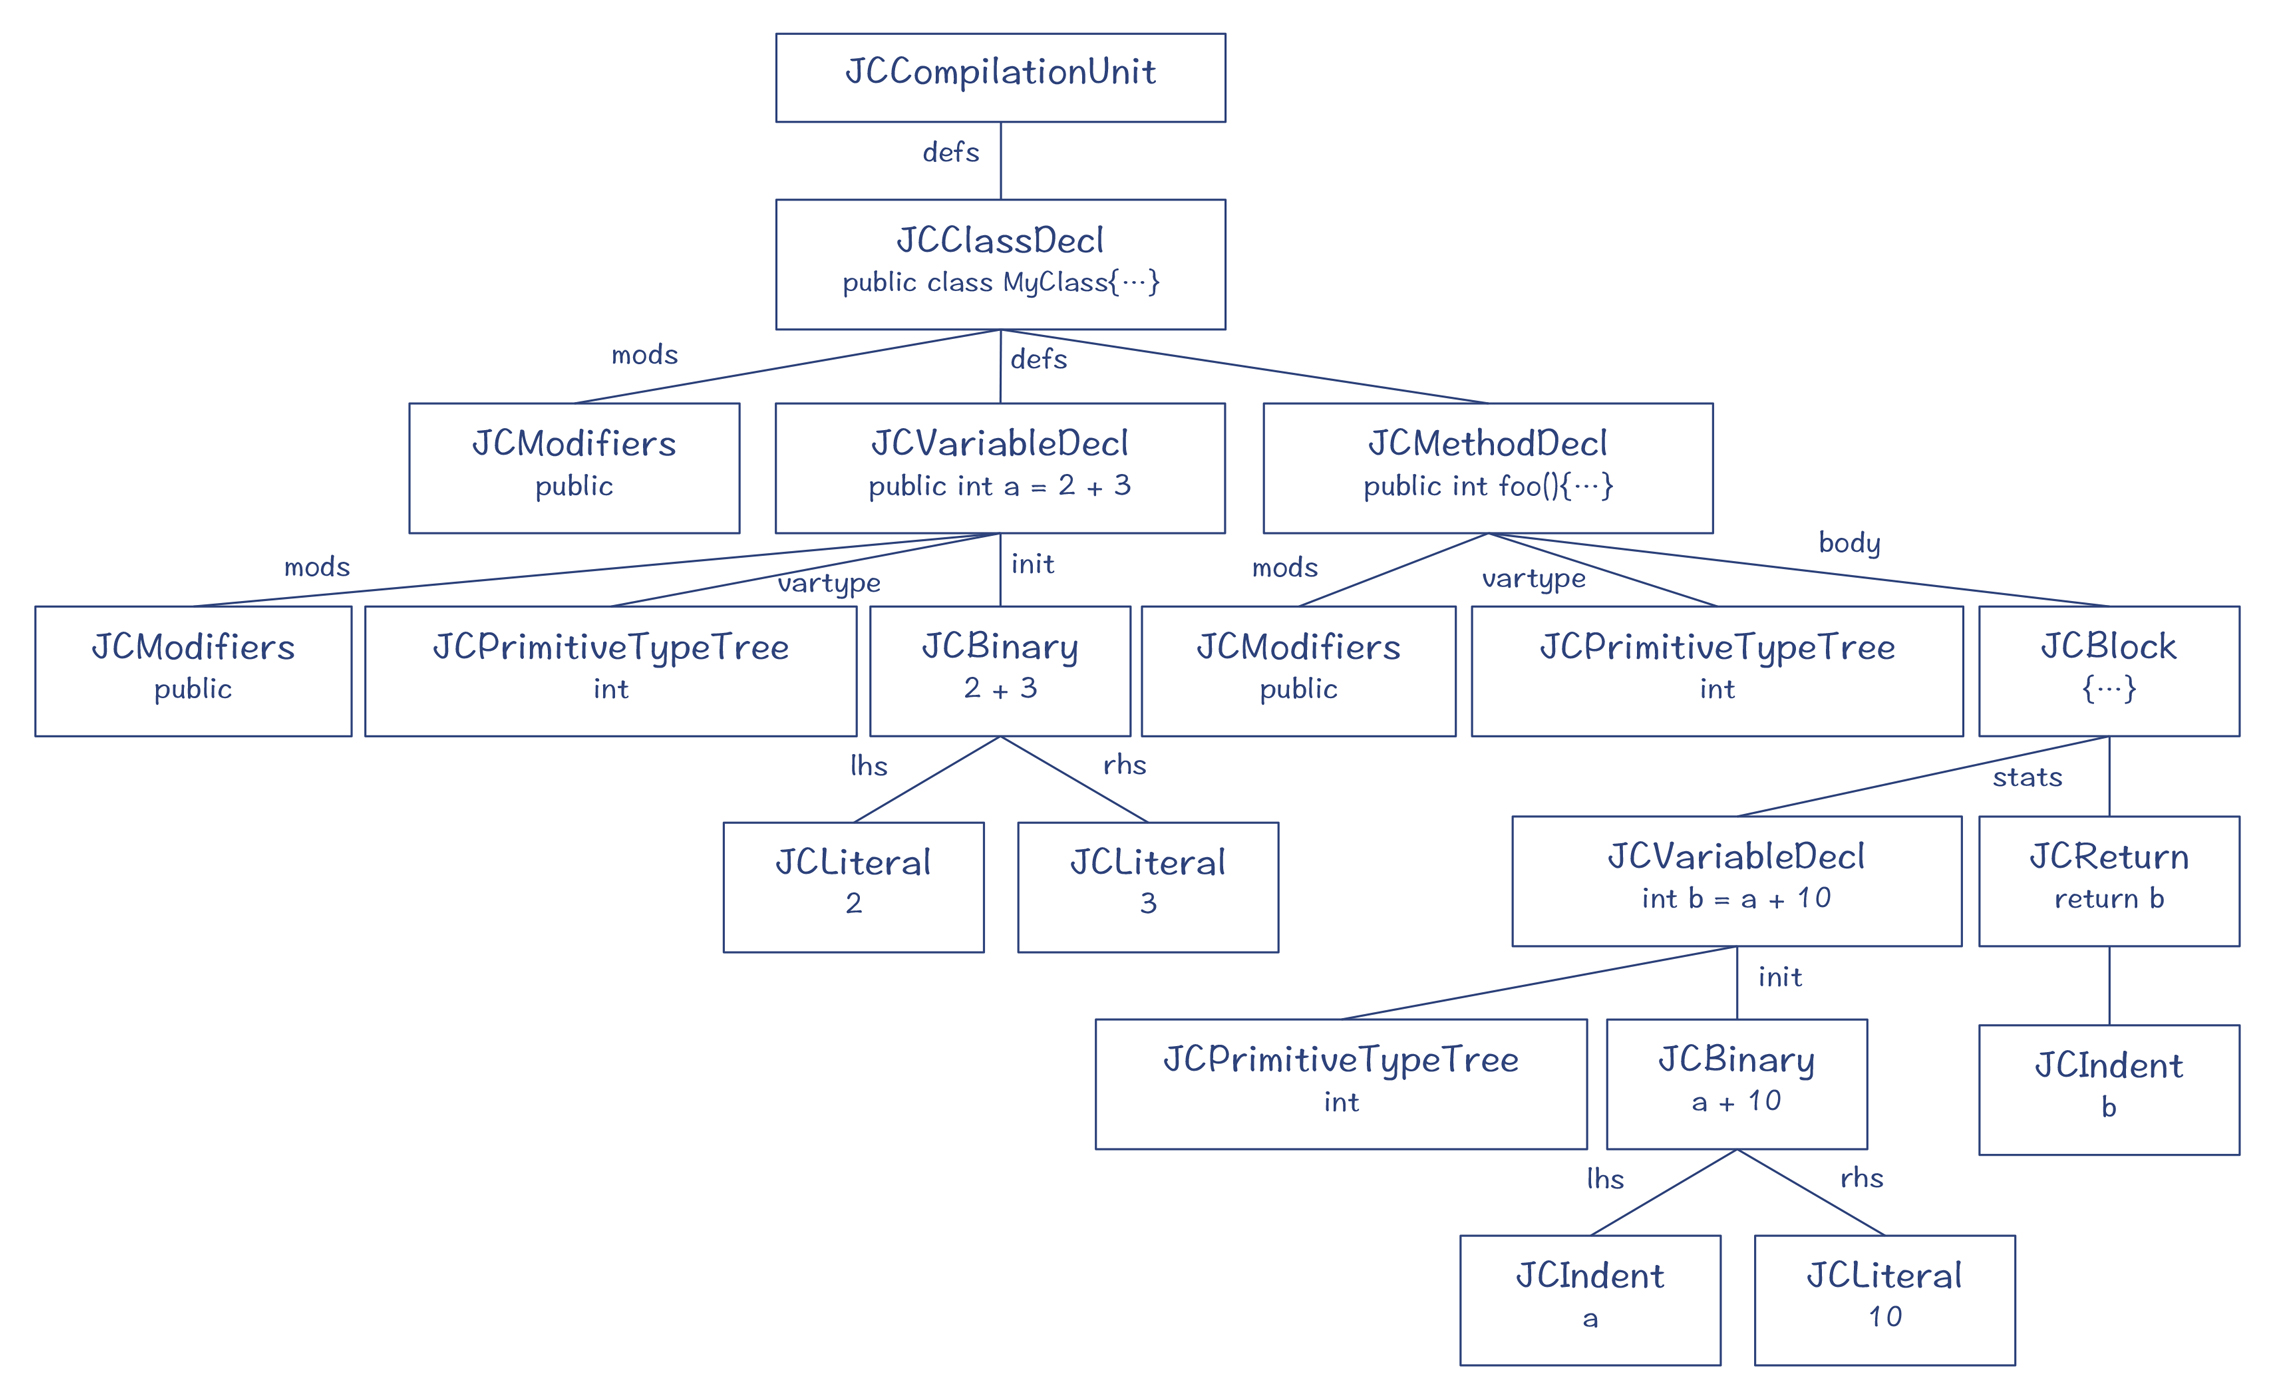 JCCompilationUnit
defs
JCClassDecl
public class MyClass{···}
mods
defs
JCModifiers
public
JCVariableDecl
public int a = 2 + 3
JCMethodDecl
public int foo(){···}
mods
vartype
init
mods
vartype
body
JCModifiers
public
JCPrimitiveTypeTree
int
JCBinary
2 + 3
JCModifiers
public
JCPrimitiveTypeTree
int
JCBlock
{···}
lhs
rhs
stats
JCLiteral
2
JCLiteral
3
JCVariableDecl
int b = a + 10
JCReturn
return b
init
JCPrimitiveTypeTree
int
JCBinary
a + 10
JCIndent
b
lhs
rhs
JCIndent
a
JCLiteral
10